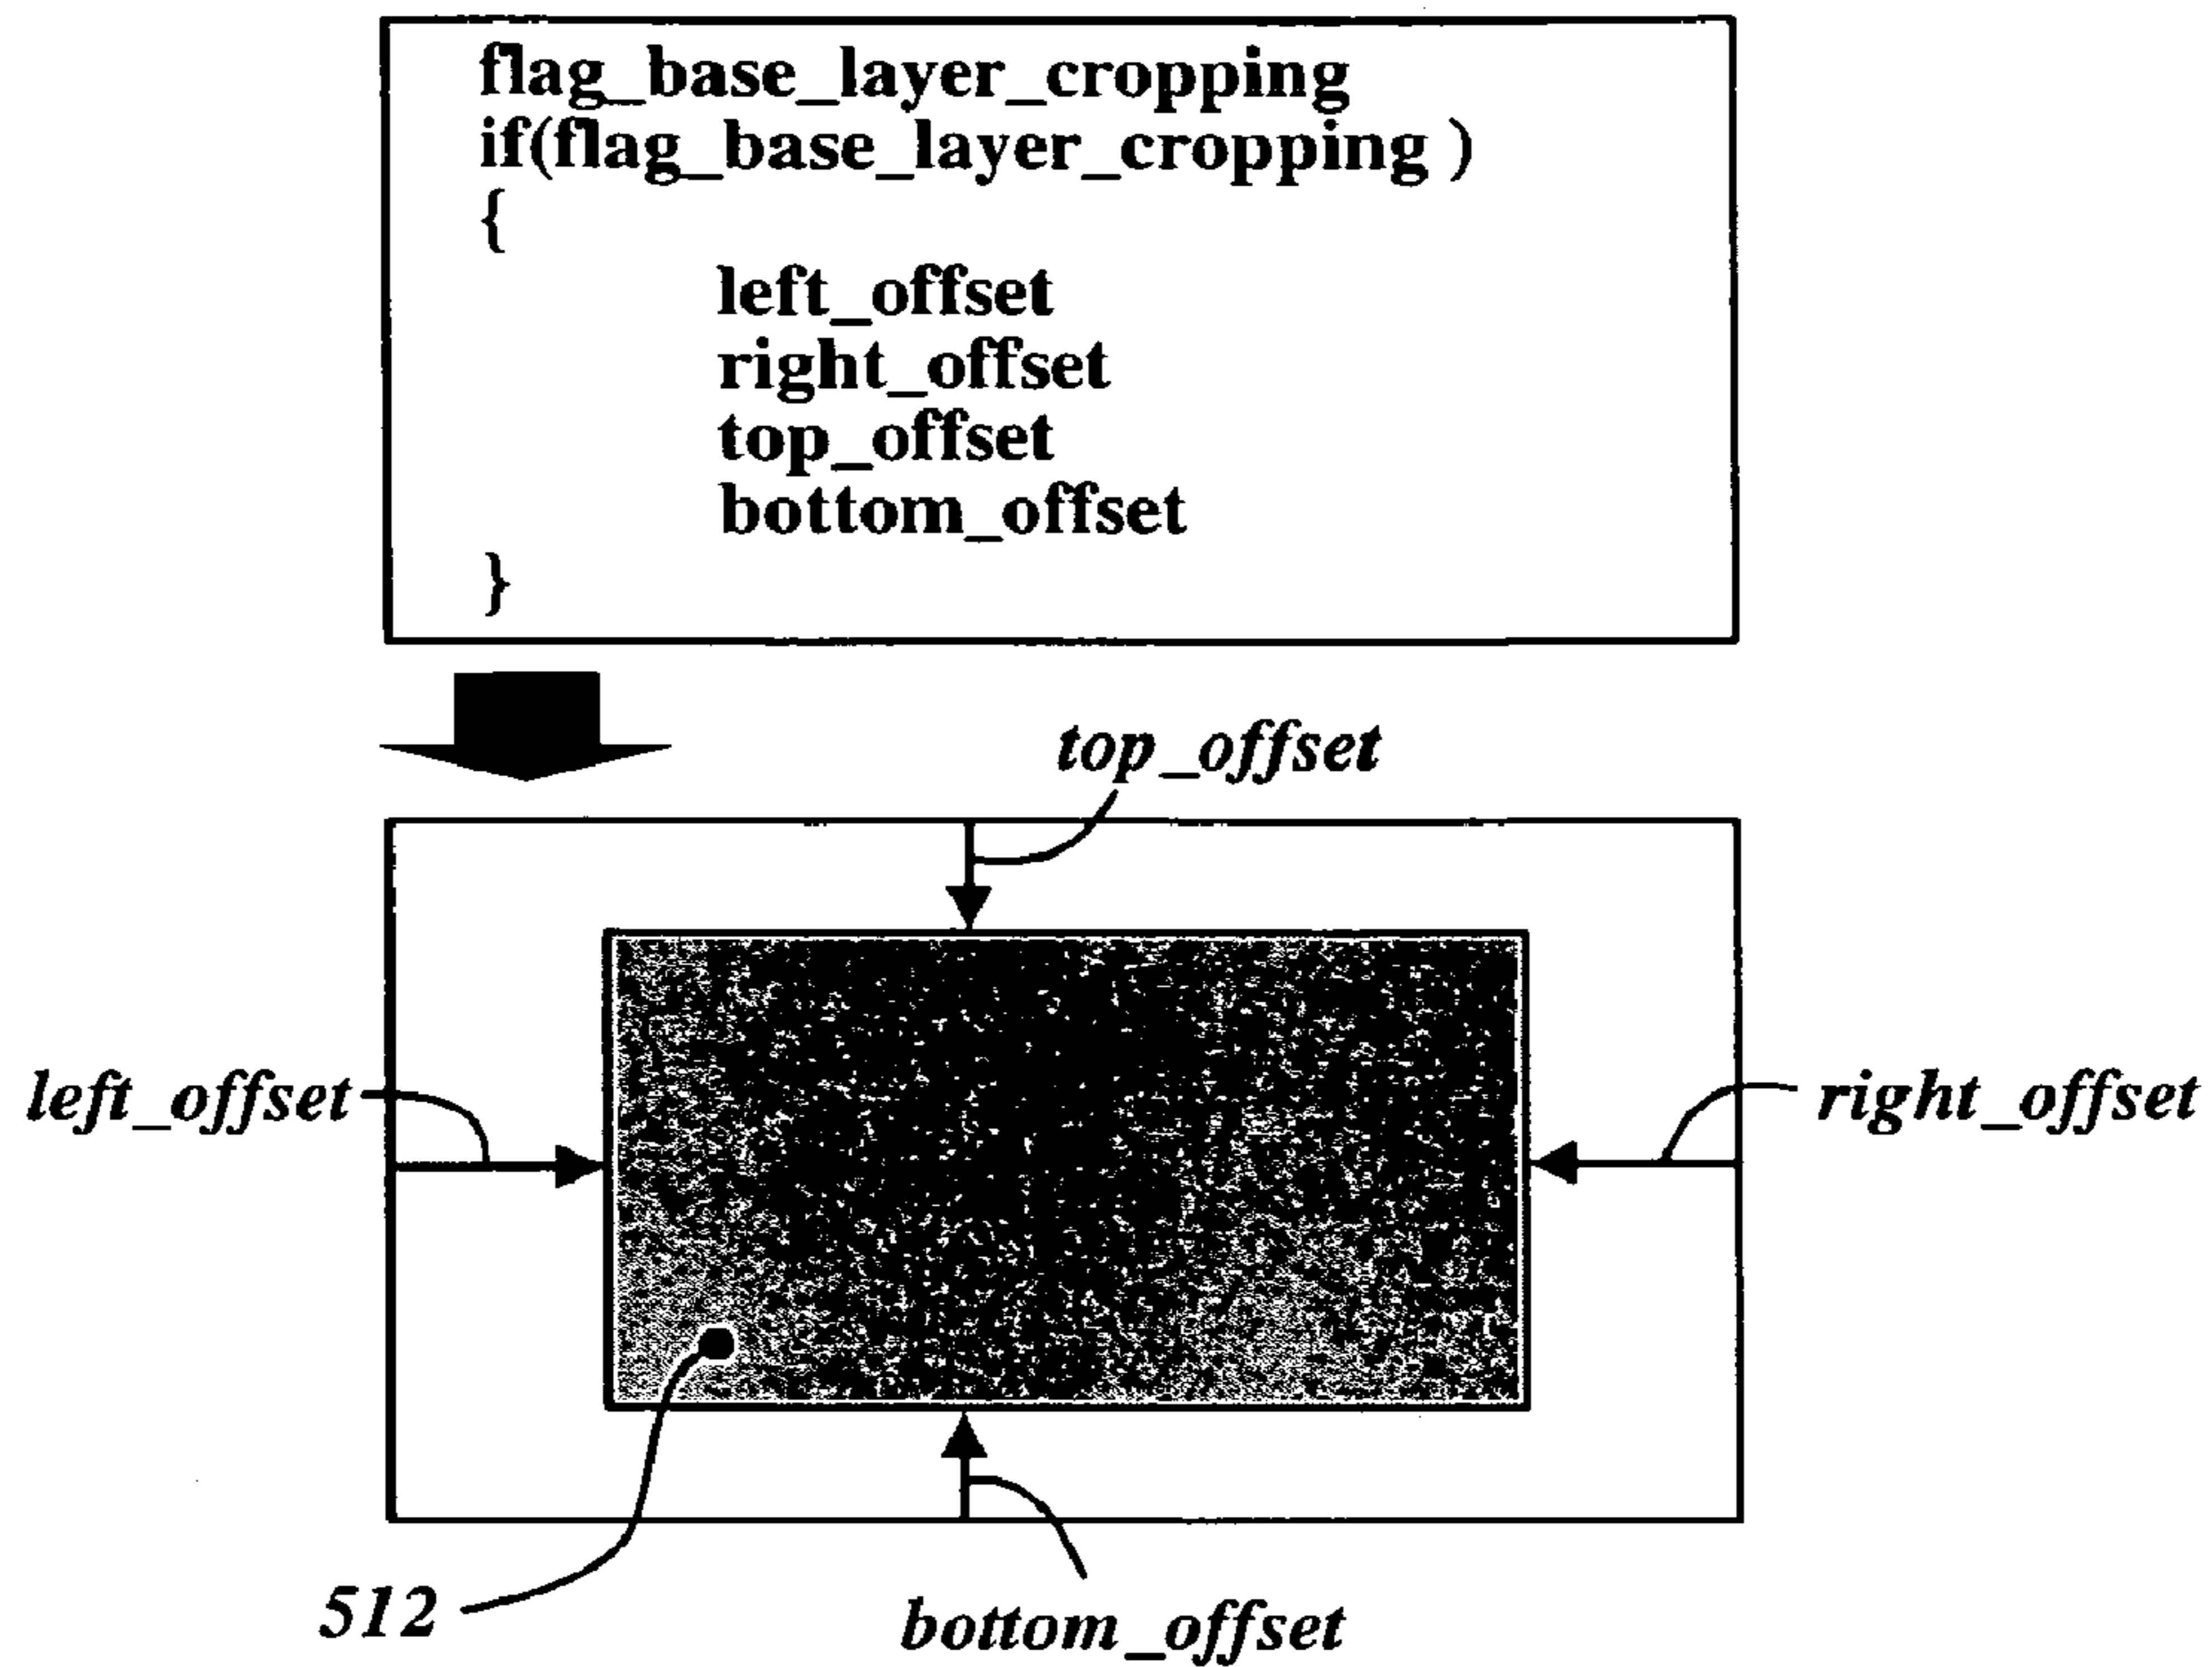 flag_base_layer_cropping
if(flag_base_layer_cropping )
{
left_offset
right_offset
top_offset
bottom_offset
}
top_offset
left_offset
right_offset
512
bottom_offset